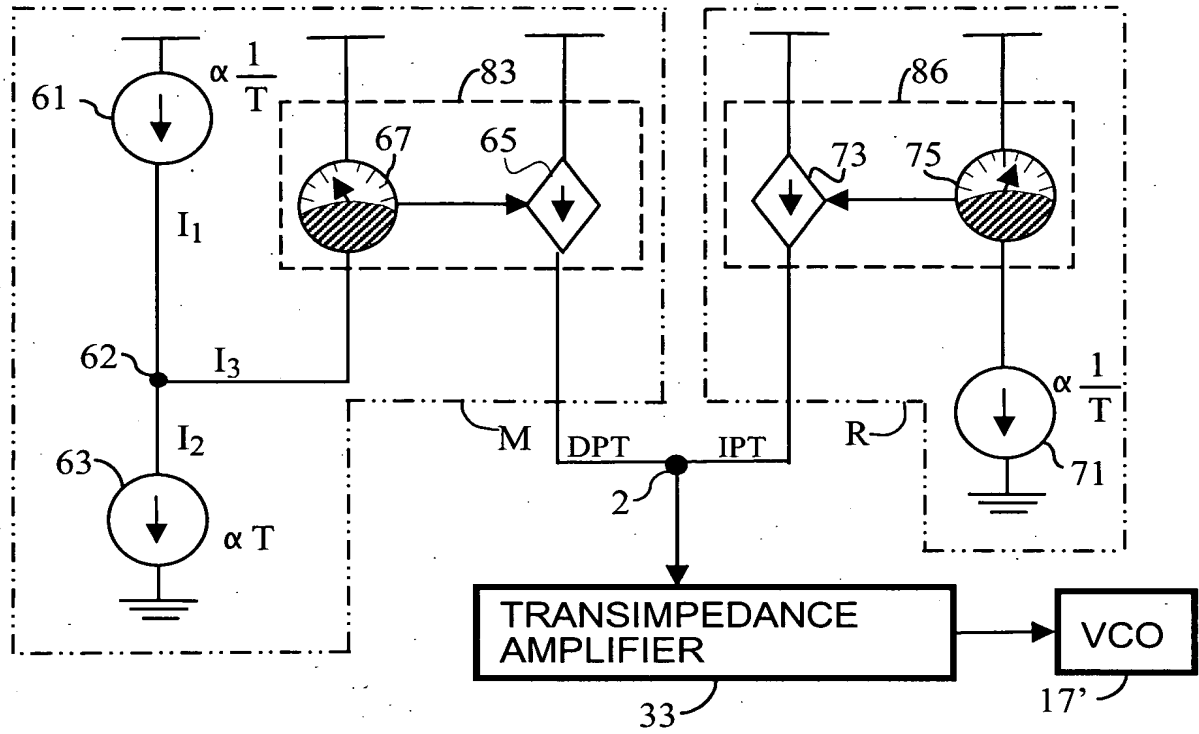 61
α 1/T
83
67
65
I₁
62
I₃
I₂
63
α T
M
DPT
86
73
75
α 1/T
71
R
IPT
2
TRANSIMPEDANCE
AMPLIFIER
33
VCO
17’